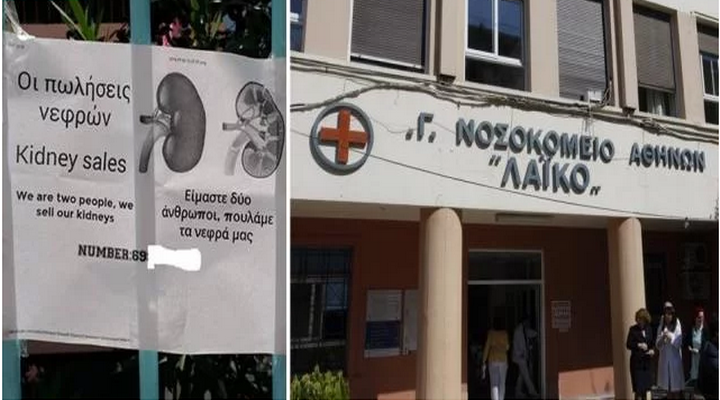 Οι πωλήσεις
νεφρών
Kidney sales
We are two people, we
sell our kidneys
Είμαστε δύο
άνθρωποι, πουλάμε
τα νεφρά μας
NUMBER:69
.Γ. ΝΟΣΟΚΟΜΕΙΟ ΑΘΗΝΩΝ
"ΛΑΪΚΟ"